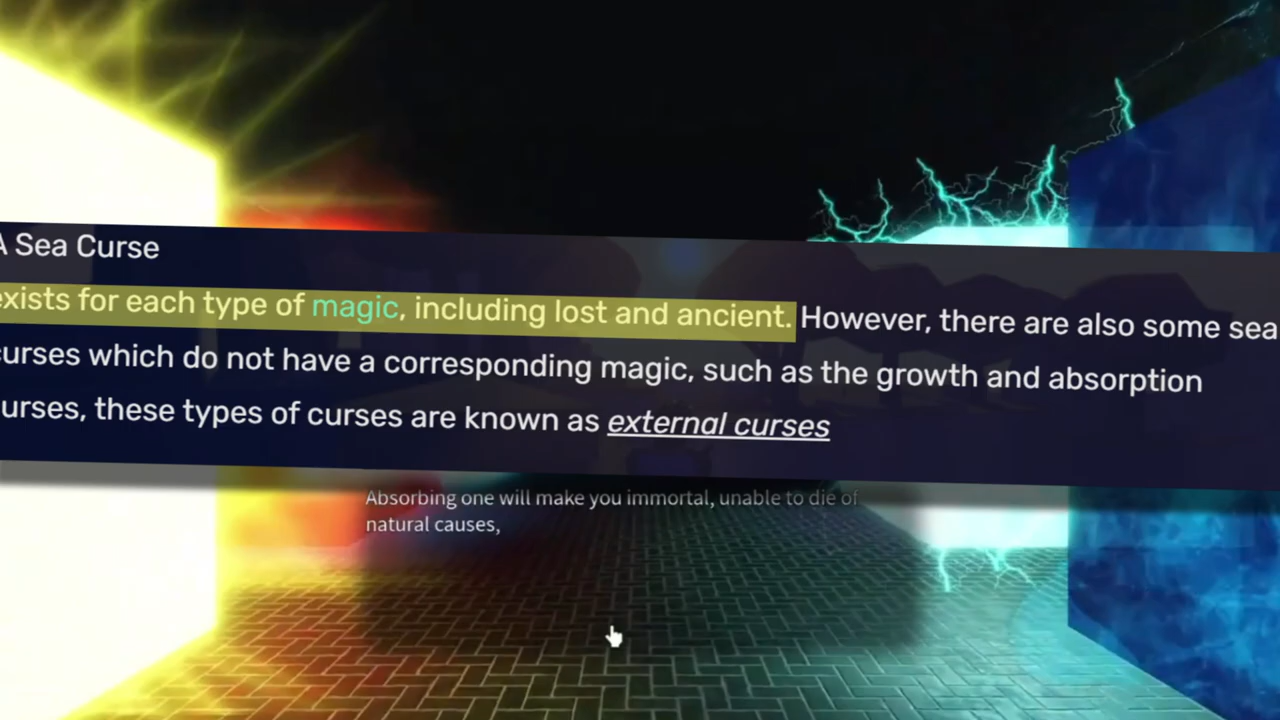 A Sea Curse
exists for each type of magic, including lost and ancient. However, there are also some sea
curses which do not have a corresponding magic, such as the growth and absorption
curses, these types of curses are known as external curses
Absorbing one will make you immortal, unable to die of
natural causes,